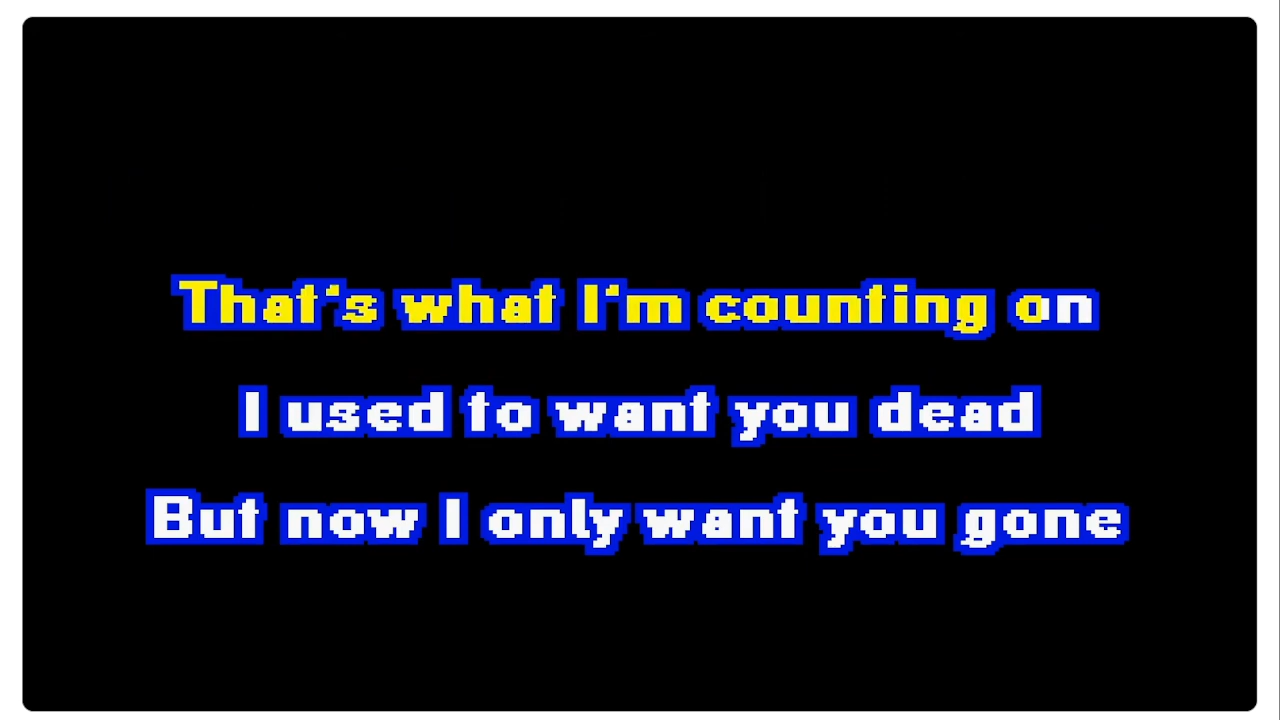 That's what I'm counting on
I used to want you dead
But now I only want you gone